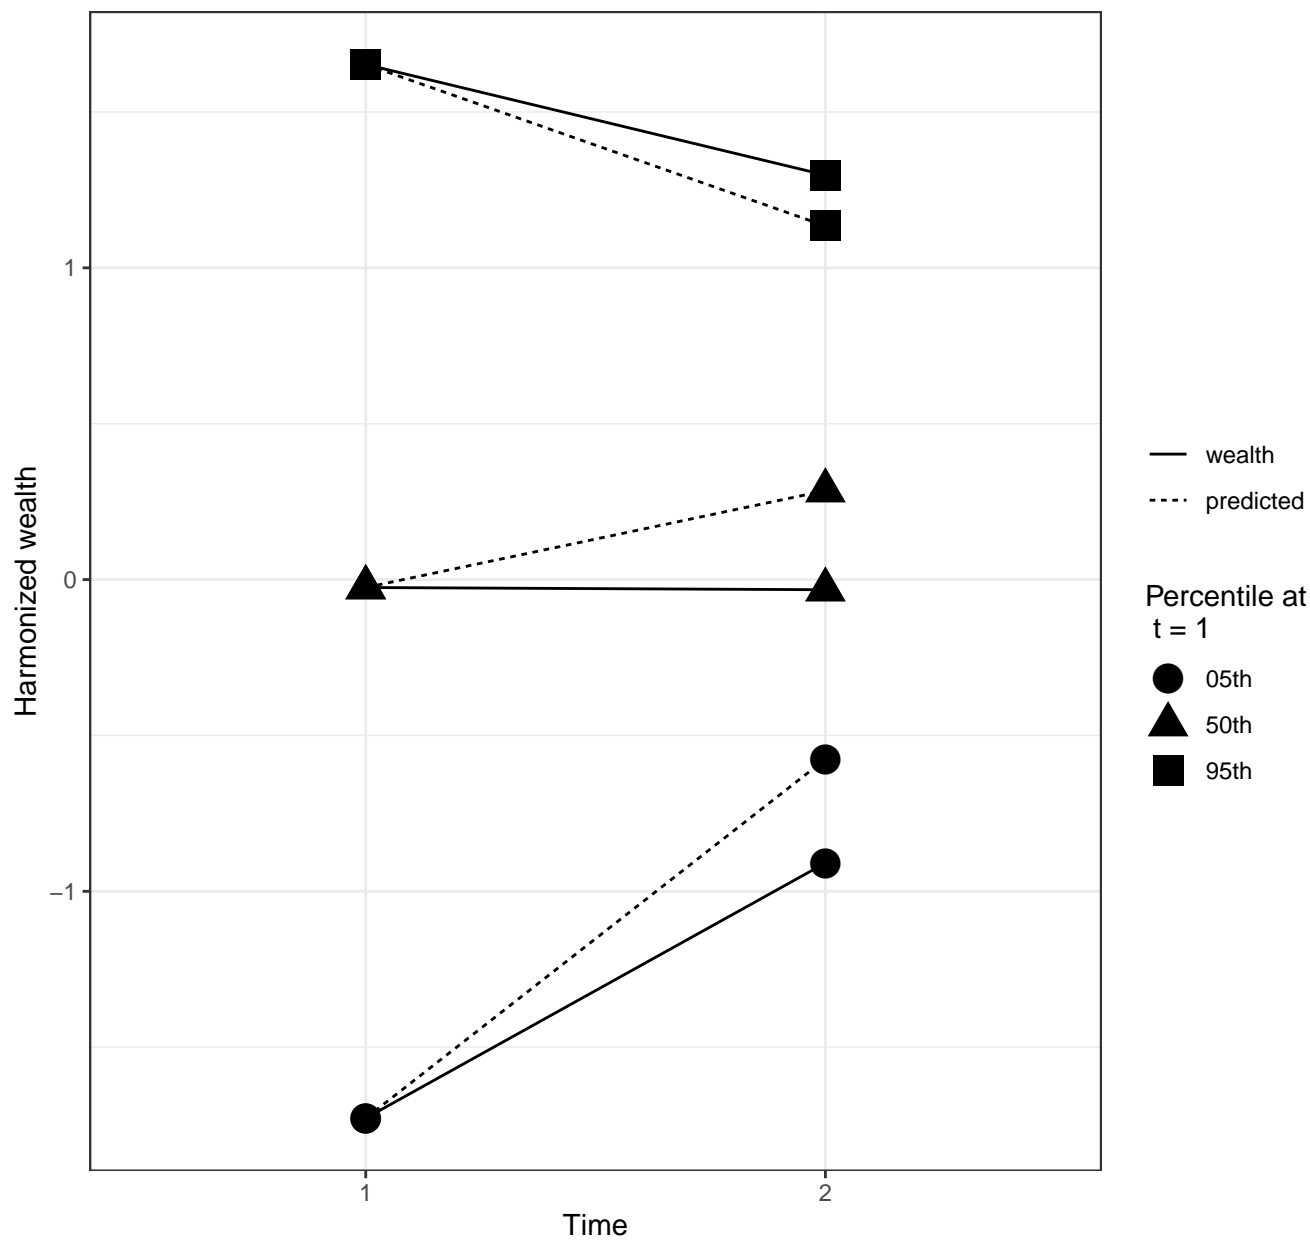 Harmonized wealth
1
0
−1
1
2
Time
wealth
predicted
Percentile at
t = 1
05th
50th
95th